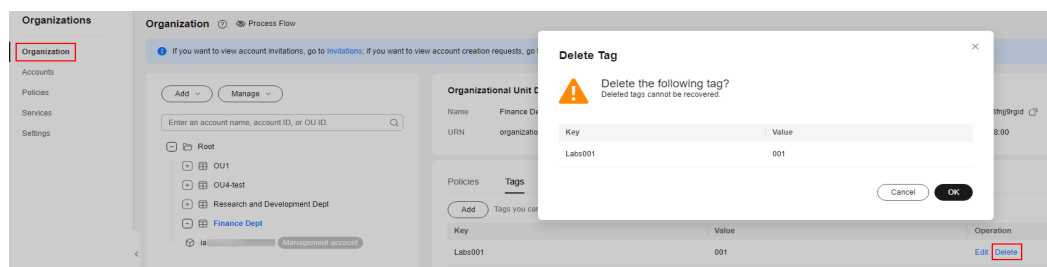 Organizations
Organization
Accounts
Policies
Services
Settings
Organization Process Flow
If you want to view account invitations, go to Invitations; if you want to view account creation requests, go
Add Manage
Enter an account name, account ID, or OU ID.
Root
OU1
OU4-test
Research and Development Dept
Finance Dept
Management account
Organizational Unit
Name Finance
URN
8:00
Policies Tags
Add Tags you
Key Value Operation
Labs001 001 Edit Delete
Delete Tag
Delete the following tag?
Deleted tags cannot be recovered.
Key Value
Labs001 001
Cancel OK